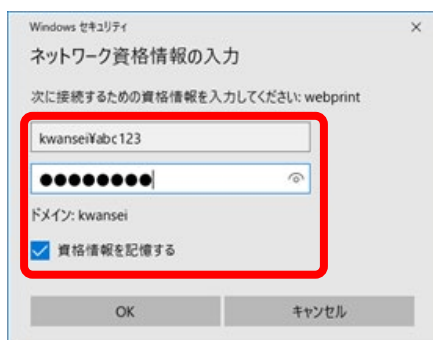 Windows セキュリティ
ネットワーク資格情報の入力
次に接続するための資格情報を入力してください: webprint
kwansei¥abc123
●●●●●●●●
ドメイン: kwansei
資格情報を記憶する
OK
キャンセル